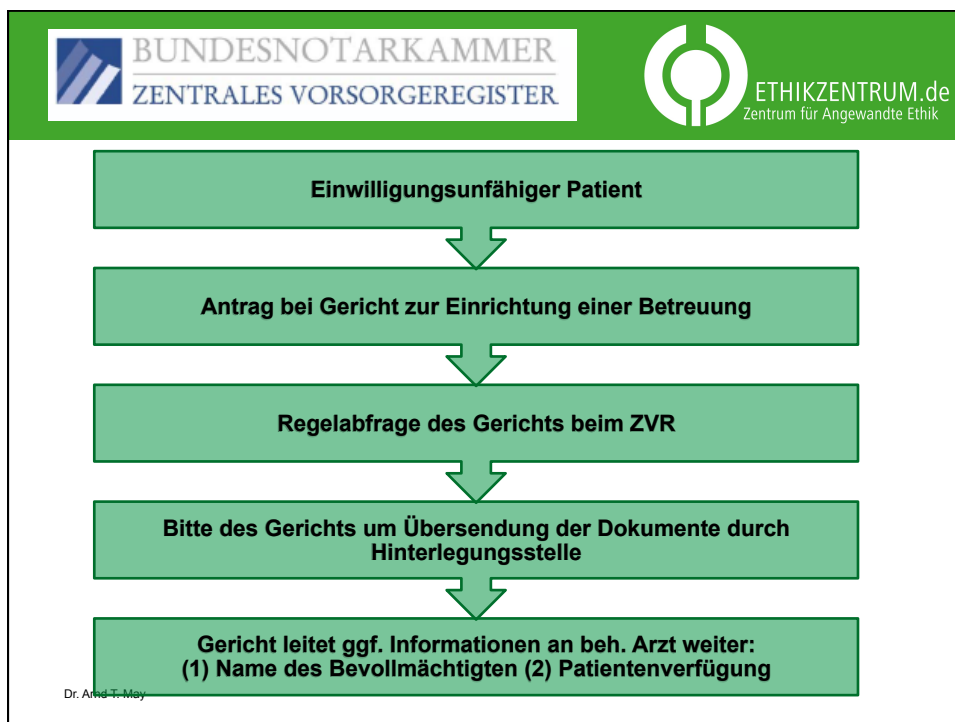 BUNDESNOTARKAMMER
ZENTRALES VORSORGEREGISTER
ETHIKZENTRUM.de
Zentrum für Angewandte Ethik
Einwilligungsunfähiger Patient
Antrag bei Gericht zur Einrichtung einer Betreuung
Regelabfrage des Gerichts beim ZVR
Bitte des Gerichts um Übersendung der Dokumente durch
Hinterlegungsstelle
Gericht leitet ggf. Informationen an beh. Arzt weiter:
(1) Name des Bevollmächtigten (2) Patientenverfügung
Dr. Arnd T. May